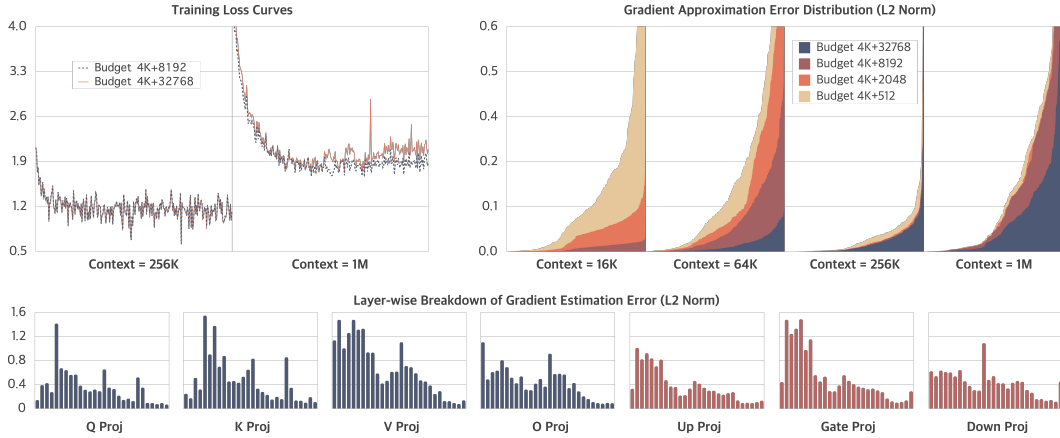 Training Loss Curves
4.0
3.3
2.6
1.9
1.2
0.5
Budget 4K+8192
Budget 4K+32768
Context = 256K
Context = 1M
Gradient Approximation Error Distribution (L2 Norm)
0.6
0.5
0.4
0.2
0.1
0.0
Budget 4K+32768
Budget 4K+8192
Budget 4K+2048
Budget 4K+512
Context = 16K
Context = 64K
Context = 256K
Context = 1M
Layer-wise Breakdown of Gradient Estimation Error (L2 Norm)
1.6
1.2
0.8
0.4
0
Q Proj
K Proj
V Proj
O Proj
Up Proj
Gate Proj
Down Proj